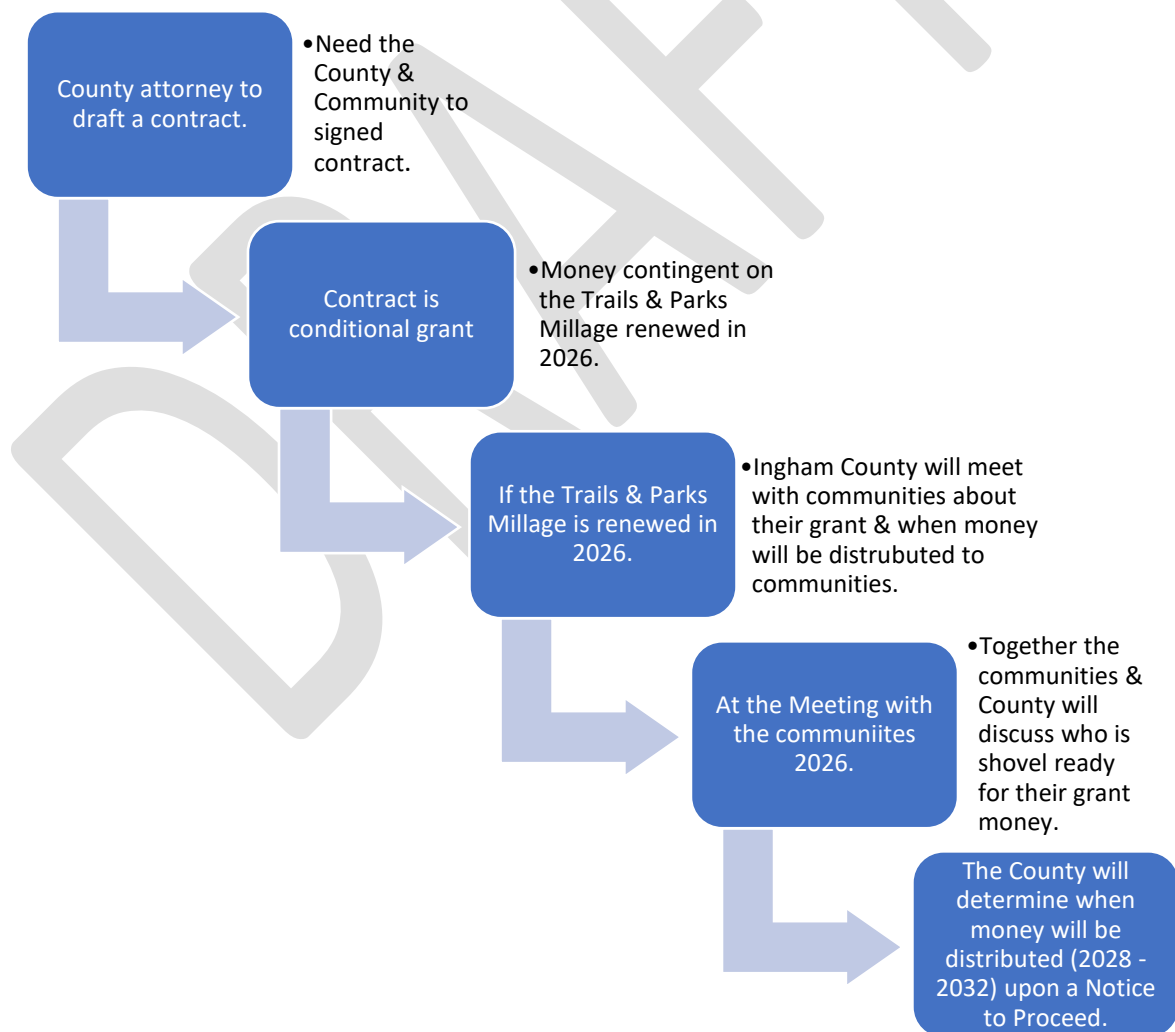 County attorney to
draft a contract.
•Need the
County &
Community to
signed
contract.
Contract is
conditional grant
•Money contingent on
the Trails & Parks
Millage renewed in
2026.
If the Trails & Parks
Millage is renewed in
2026.
•Ingham County will meet
with communities about
their grant & when money
will be distrubuted to
communities.
At the Meeting with
the communiites
2026.
•Together the
communities &
County will
discuss who is
shovel ready
for their grant
money.
The County will
determine when
money will be
distributed (2028 -
2032) upon a Notice
to Proceed.
DRAFT